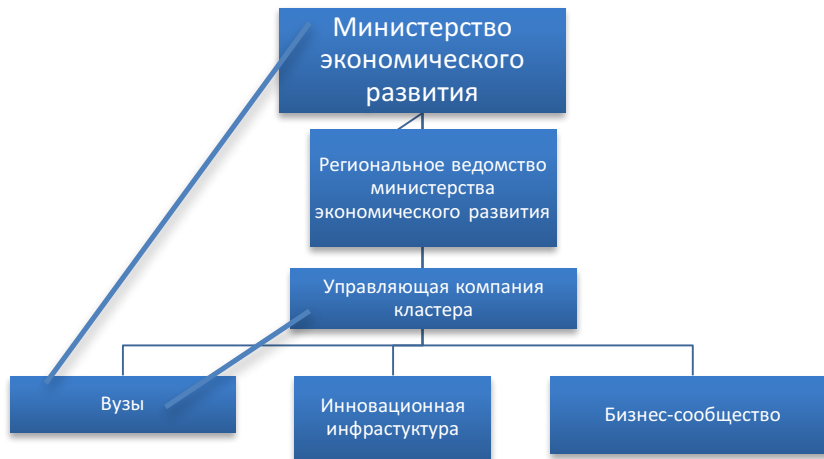 Министерство
экономического
развития
Региональное ведомство
министерства
экономического развития
Управляющая компания
кластера
Вузы
Инновационная
инфрастуктура
Бизнес-сообщество